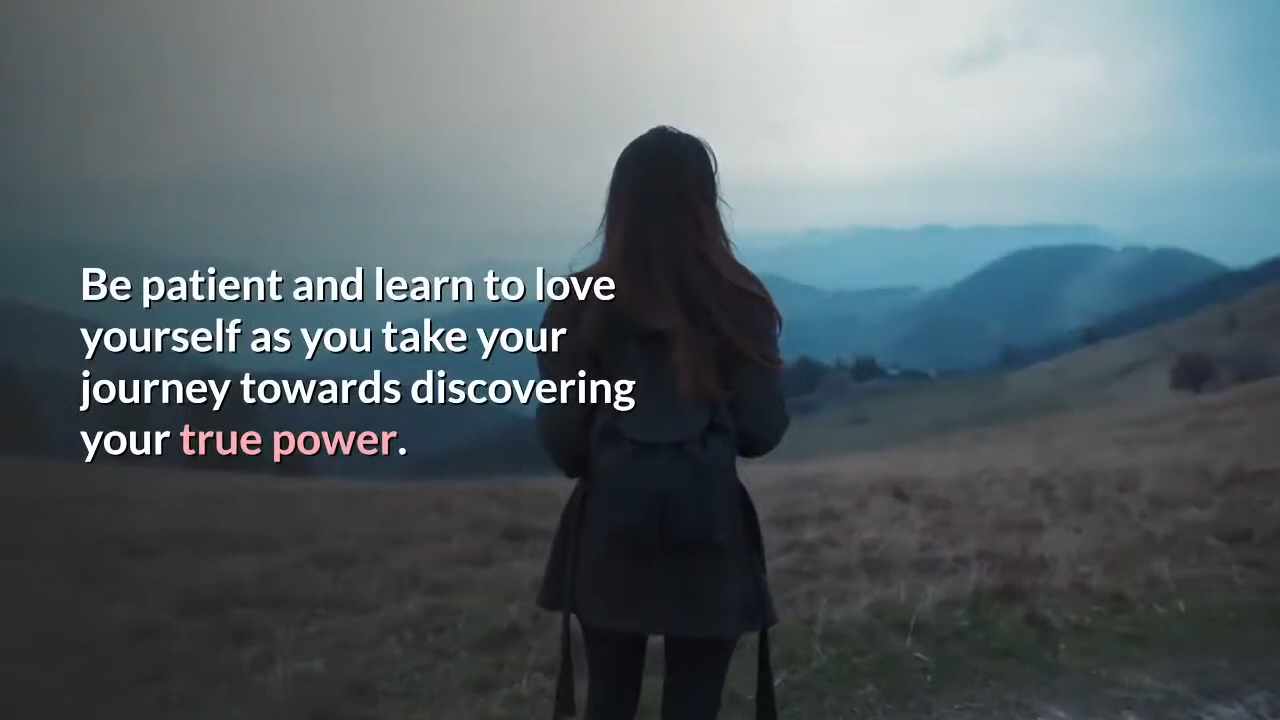 Be patient and learn to love
yourself as you take your
journey towards discovering
your true power.